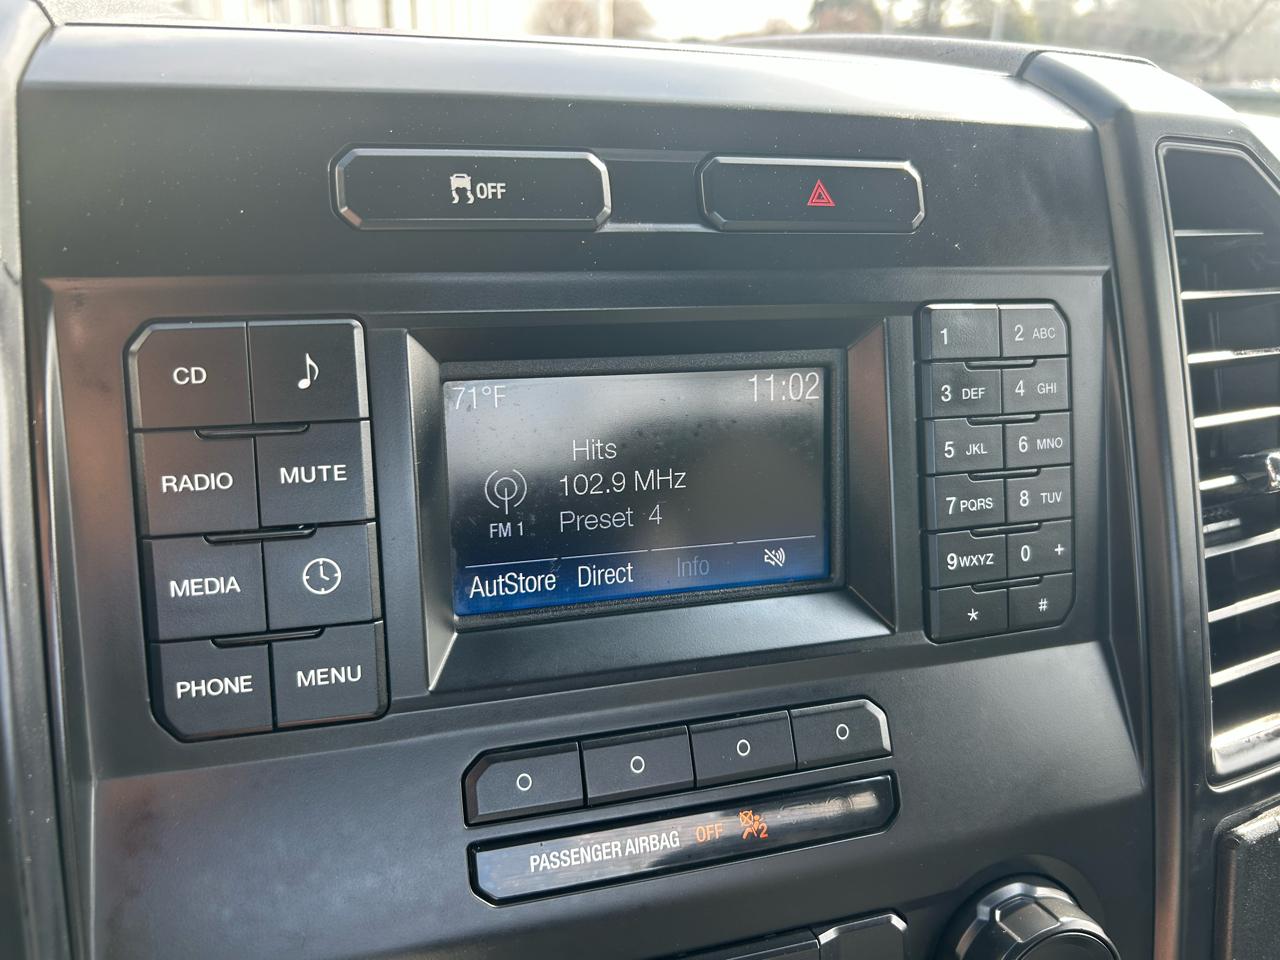 OFF
CD
RADIO MUTE
MEDIA
PHONE MENU
71°F 11:02
Hits
102.9 MHz
FM 1 Preset 4
AutStore Direct Info
1 2 ABC
3 DEF 4 GHI
5 JKL 6 MNO
7 PQRS 8 TUV
9 WXYZ 0 +
* #
PASSENGER AIRBAG OFF 2